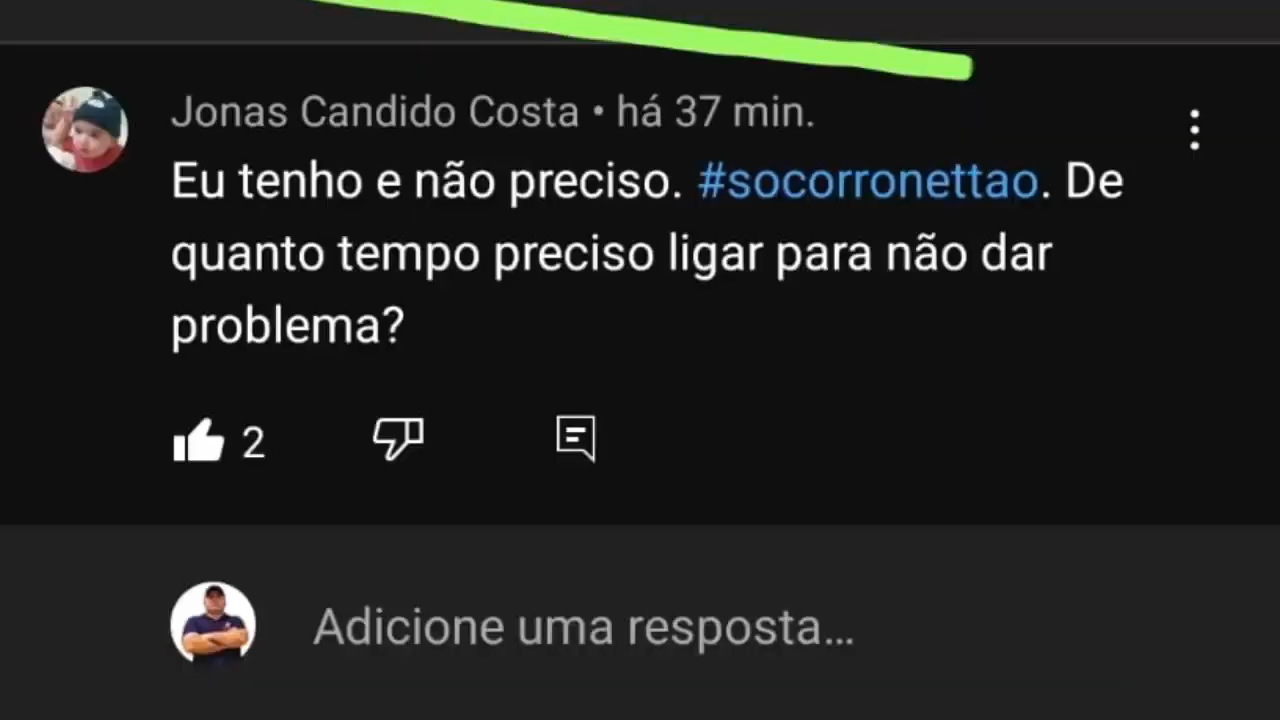 Jonas Candido Costa • há 37 min.
Eu tenho e não preciso. #socorronettao. De
quanto tempo preciso ligar para não dar
problema?
2
Adicione uma resposta...